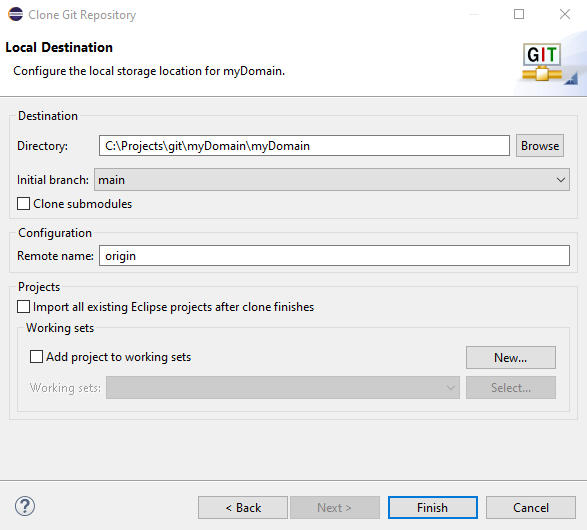 Clone Git Repository
Local Destination
Configure the local storage location for myDomain.
GIT
Destination
Directory: C:\Projects\git\myDomain\myDomain Browse
Initial branch: main
Clone submodules
Configuration
Remote name: origin
Projects
Import all existing Eclipse projects after clone finishes
Working sets
Add project to working sets New...
Working sets: Select...
? < Back Next > Finish Cancel